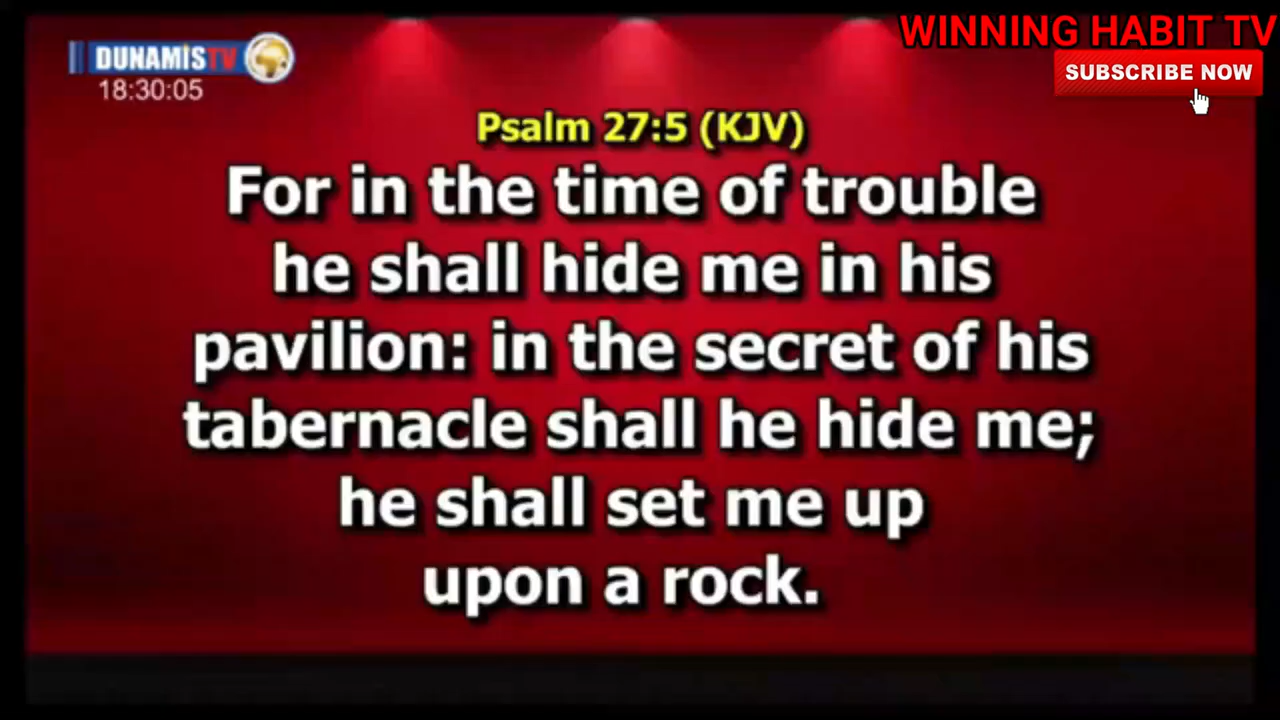 WINNING HABIT TV
DUNAMIS TV
SUBSCRIBE NOW
18:30:05
Psalm 27:5 (KJV)
For in the time of trouble
he shall hide me in his
pavilion: in the secret of his
tabernacle shall he hide me;
he shall set me up
upon a rock.